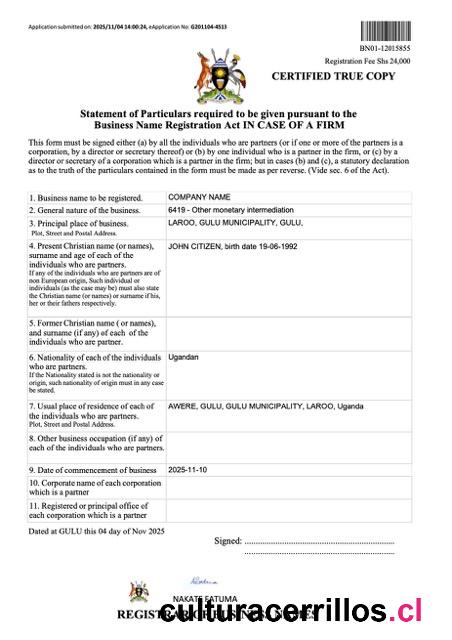 Application submitted on: 2025/11/04 14:00:24, eApplication No: G201104-4513
BN01-12015855
Registration Fee Shs 24,000
CERTIFIED TRUE COPY
Statement of Particulars required to be given pursuant to the
Business Name Registration Act IN CASE OF A FIRM
This form must be signed either (a) by all the individuals who are partners (or if one or more of the partners is a
corporation, by a director or secretary thereof) or (b) by one individual who is a partner in the firm, or (c) by a
director or secretary of a corporation which is a partner in the firm; but in cases (b) and (c), a statutory declaration
as to the truth of the particulars contained in the form must be made as per reverse. (Vide sec. 6 of the Act).
1. Business name to be registered. COMPANY NAME
2. General nature of the business. 6419 - Other monetary intermediation
3. Principal place of business. LAROO, GULU MUNICIPALITY, GULU,
Plot, Street and Postal Address.
4. Present Christian name (or names), JOHN CITIZEN, birth date 19-06-1992
surname and age of each of the
individuals who are partners.
If any of the individuals who are partners are of
non European origin, Such individual or
individuals (as the case may be) must also state
the Christian name (or names) or surname if his,
her or their fathers respectively.
5. Former Christian name ( or names),
and surname (if any) of each of the
individuals who are partner.
6. Nationality of each of the individuals Ugandan
who are partners.
If the Nationality stated is not the nationality or
origin, such nationality of origin must in any case
be stated.
7. Usual place of residence of each of AWERE, GULU, GULU MUNICIPALITY, LAROO, Uganda
the individuals who are partners.
Plot, Street and Postal Address.
8. Other business occupation (if any) of
each of the individuals who are partners.
9. Date of commencement of business 2025-11-10
10. Corporate name of each corporation
which is a partner
11. Registered or principal office of
each corporation which is a partner
Dated at GULU this 04 day of Nov 2025
Signed: ................................................................
................................................................
NAKATE FATUMA
REGISTRAR OF BUSINESS NAMES
culturacerrillos.cl